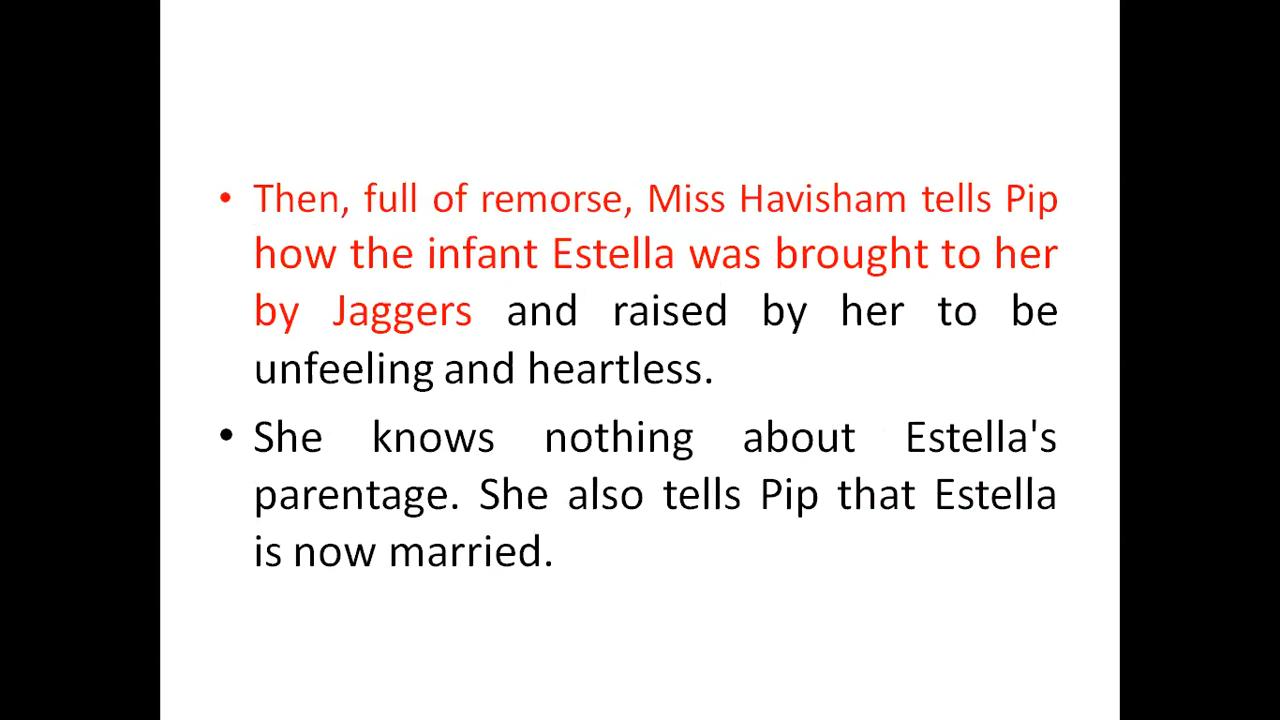 • Then, full of remorse, Miss Havisham tells Pip
how the infant Estella was brought to her
by Jaggers and raised by her to be
unfeeling and heartless.
• She knows nothing about Estella's
parentage. She also tells Pip that Estella
is now married.